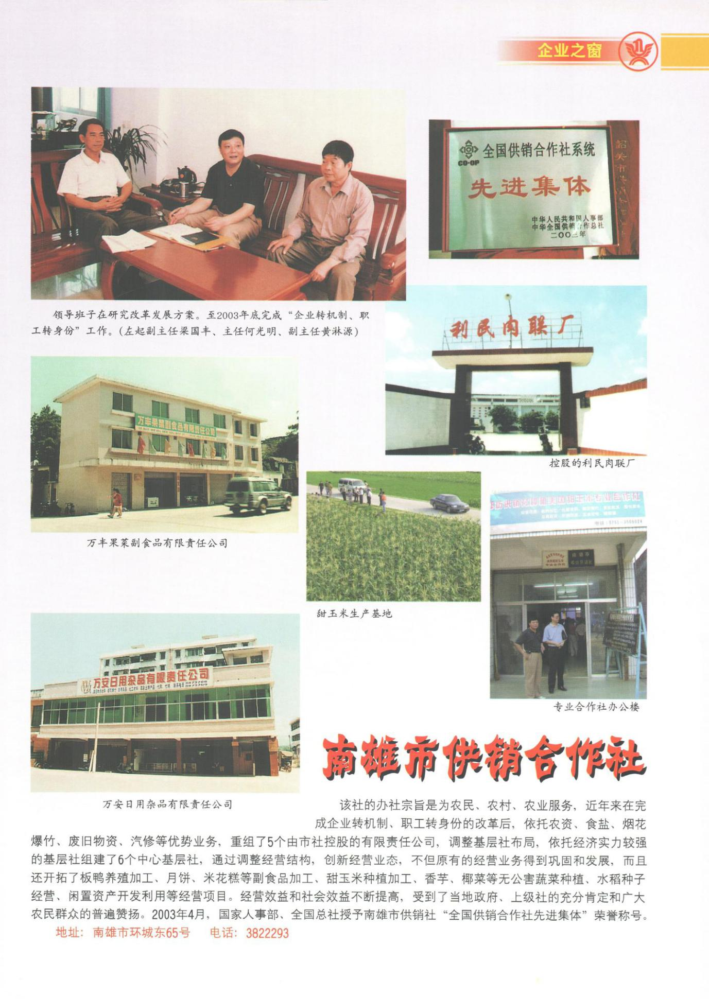 企业之窗
全国供销合作社系统
CO-OP
先进集体
中华人民共和国人事部
中华全国供销合作总社
二〇〇三年
领导班子在研究改革发展方案。至2003年底完成“企业转机制、职
工转身份”工作。(左起副主任梁国丰、主任何光明、副主任黄淋源)
利民肉联厂
控股的利民肉联厂
万丰果菜副食品有限责任公司
万丰果菜副食品有限责任公司
甜玉米生产基地
南雄市
专业合作社办公楼
万安日用杂品有限责任公司
3873706
3873709
万安日用杂品有限责任公司
南雄市供销合作社
该社的办社宗旨是为农民、农村、农业服务，近年来在完
成企业转机制、职工转身份的改革后，依托农资、食盐、烟花
爆竹、废旧物资、汽修等优势业务，重组了5个由市社控股的有限责任公司，调整基层社布局，依托经济实力较强
的基层社组建了6个中心基层社，通过调整经营结构，创新经营业态，不但原有的经营业务得到巩固和发展，而且
还开拓了板鸭养殖加工、月饼、米花糕等副食品加工、甜玉米种植加工、香芋、椰菜等无公害蔬菜种植、水稻种子
经营、闲置资产开发利用等经营项目。经营效益和社会效益不断提高，受到了当地政府、上级社的充分肯定和广大
农民群众的普遍赞扬。2003年4月，国家人事部、全国总社授予南雄市供销社“全国供销合作社先进集体”荣誉称号。
地址：南雄市环城东65号 电话：3822293